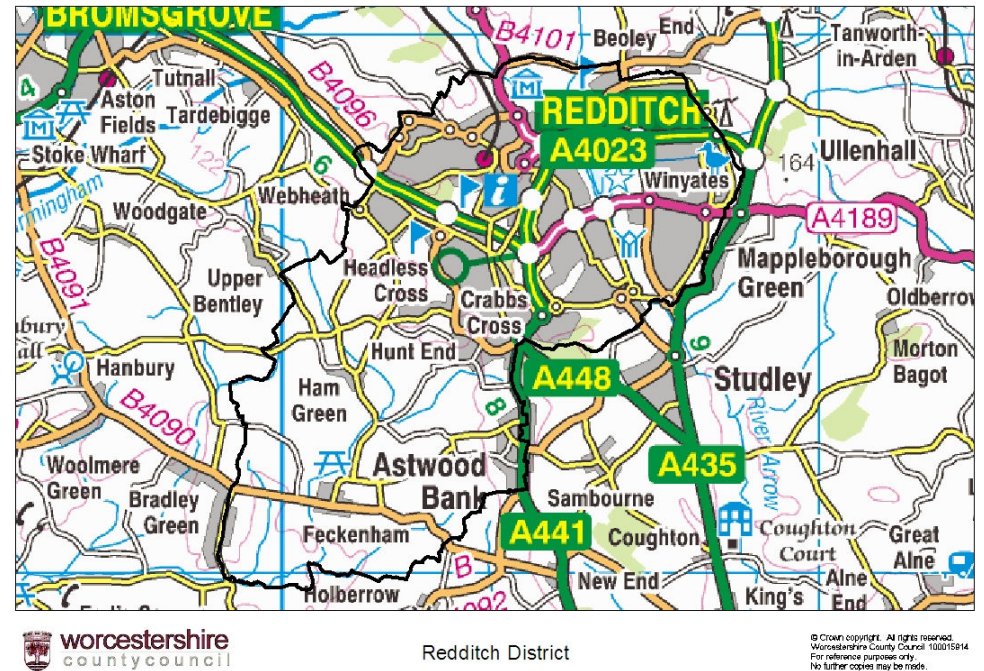 BROMSGROVE
B4101
Beoley
End
Tanworth-
in-Arden
4
Tutnall
Aston
Fields
Tardebigge
B4096
REDDITCH
A4023
Stoke Wharf
122
6
Webheath
Winyates
164
Ullenhall
rmingham
Woodgate
A4189
B4091
Upper
Bentley
Headless
Cross
Crabbs
Cross
Mappleborough
Green
Oldberrow
Hanbury
Hunt End
Ham
Green
A448
9
Studley
Morton
Bagot
B4090
8
River Arrow
Woolmere
Green
Bradley
Green
Astwood
Bank
A435
Sambourne
Feckenham
A441
Coughton
Coughton
Court
Great
Alne
B
Holberrow
New End
King's
Alne
End
worcestershire
countycouncil
Redditch District
© Crown copyright. All rights reserved.
Worcestershire County Council 100015914
For reference purposes only.
No further copies may be made.